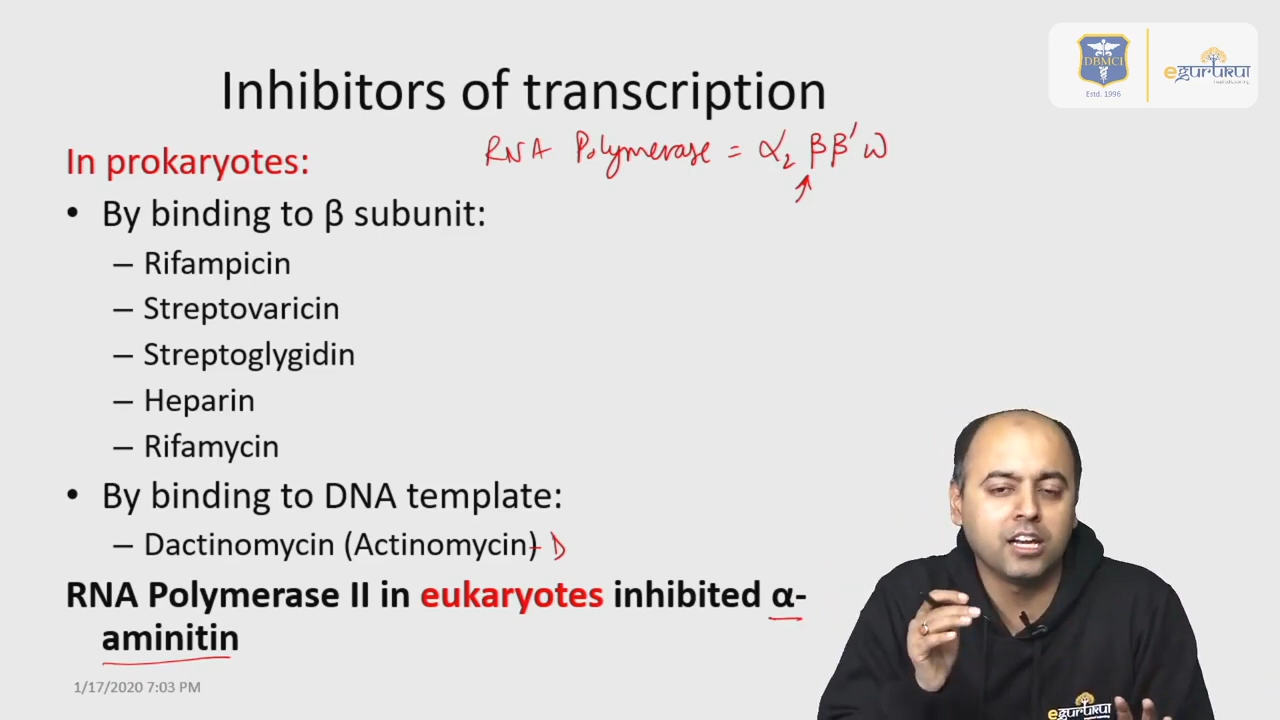 DBMCI
Estd. 1996
egurukul
Inhibitors of transcription
RNA Polymerase = α₂ β β' ω
In prokaryotes:
• By binding to β subunit:
– Rifampicin
– Streptovaricin
– Streptoglygidin
– Heparin
– Rifamycin
• By binding to DNA template:
– Dactinomycin (Actinomycin)- D
RNA Polymerase II in eukaryotes inhibited α-
aminitin
1/17/2020 7:03 PM
egurukul